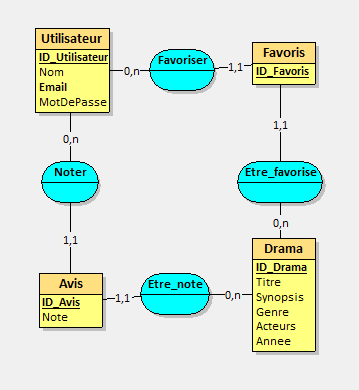 Utilisateur
ID_Utilisateur
Nom
Email
MotDePasse
0,n
Favoriser
1,1
Favoris
ID_Favoris
0,n
Noter
1,1
1,1
Etre_favorise
0,n
Avis
ID_Avis
Note
1,1
Etre_note
0,n
Drama
ID_Drama
Titre
Synopsis
Genre
Acteurs
Annee